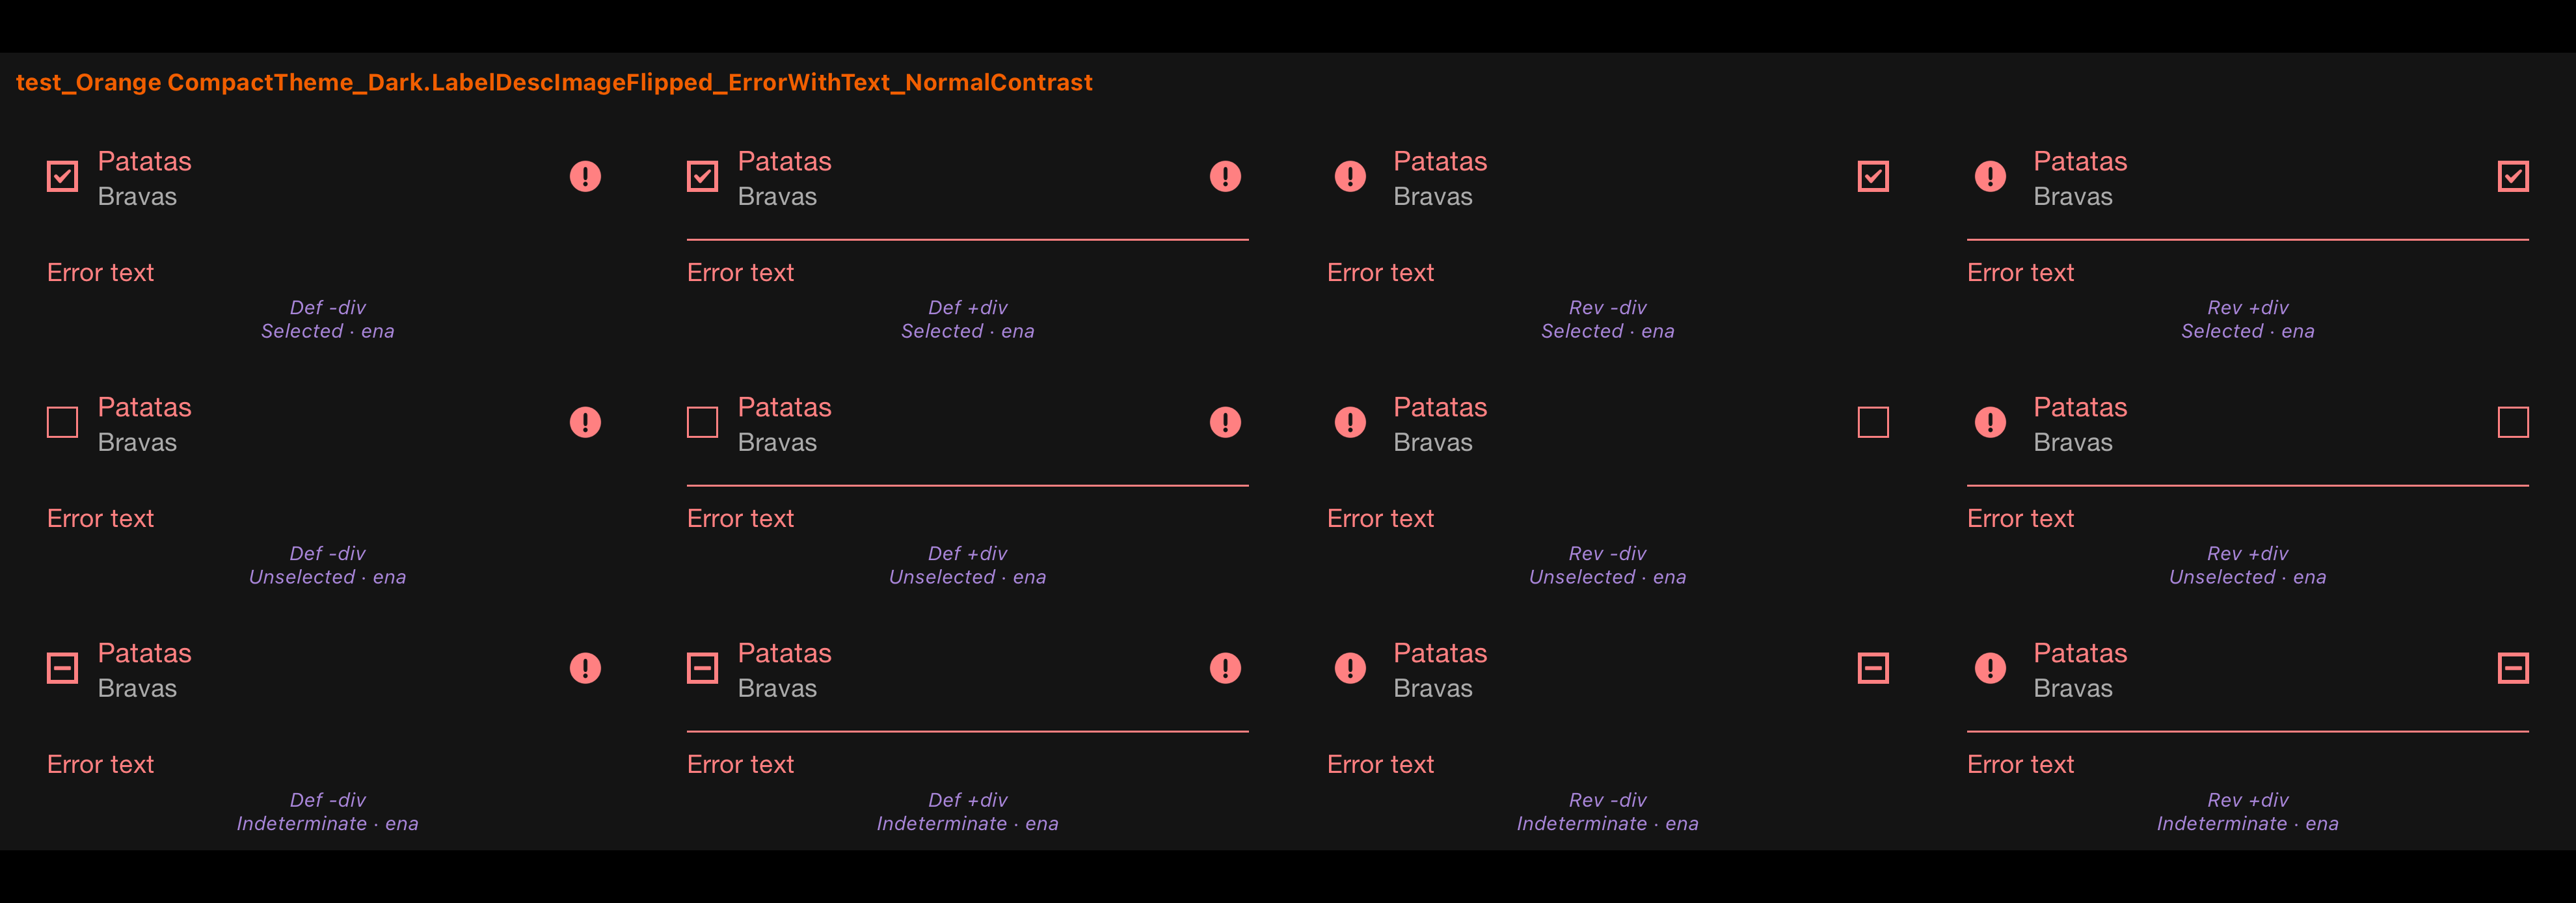 test_Orange CompactTheme_Dark.LabelDescImageFlipped_ErrorWithText_NormalContrast
Patatas
Bravas
Error text
Def -div
Selected · ena
Patatas
Bravas
Error text
Def +div
Selected · ena
Patatas
Bravas
Error text
Rev -div
Selected · ena
Patatas
Bravas
Error text
Rev +div
Selected · ena
Patatas
Bravas
Error text
Def -div
Unselected · ena
Patatas
Bravas
Error text
Def +div
Unselected · ena
Patatas
Bravas
Error text
Rev -div
Unselected · ena
Patatas
Bravas
Error text
Rev +div
Unselected · ena
Patatas
Bravas
Error text
Def -div
Indeterminate · ena
Patatas
Bravas
Error text
Def +div
Indeterminate · ena
Patatas
Bravas
Error text
Rev -div
Indeterminate · ena
Patatas
Bravas
Error text
Rev +div
Indeterminate · ena